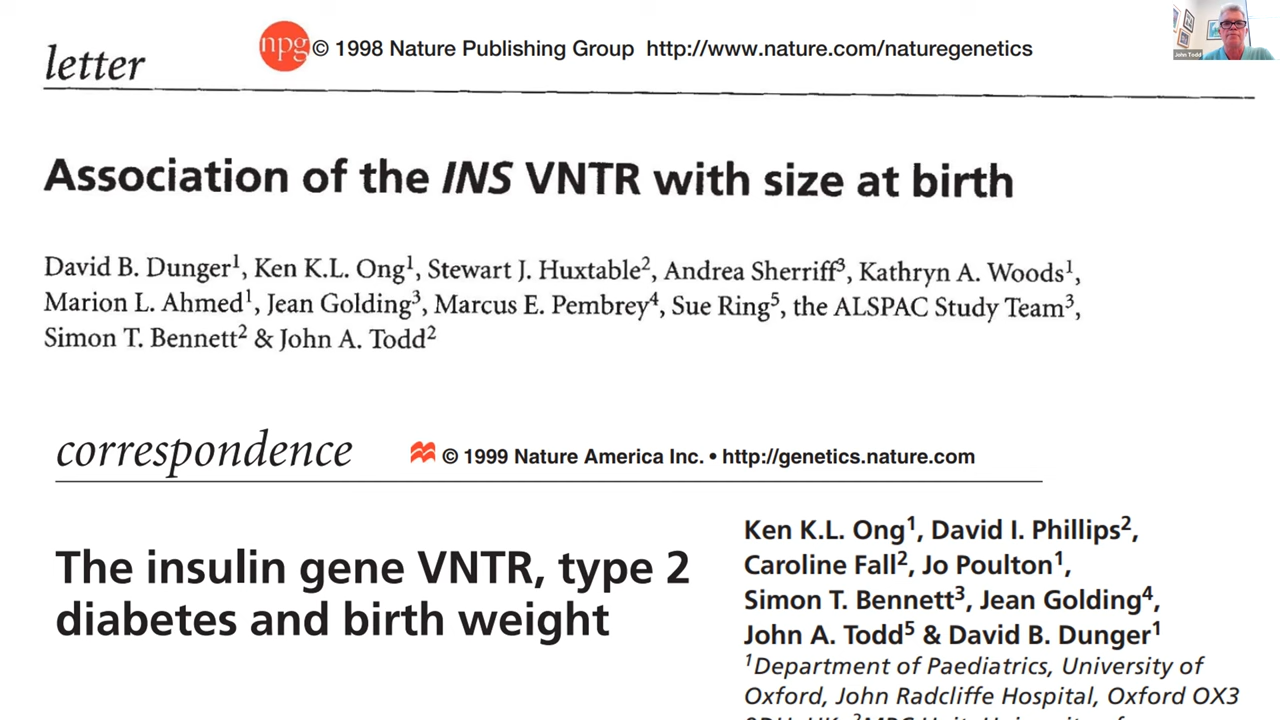 letter
npg © 1998 Nature Publishing Group http://www.nature.com/naturegenetics
John Todd
Association of the INS VNTR with size at birth
David B. Dunger¹, Ken K.L. Ong¹, Stewart J. Huxtable², Andrea Sherriff³, Kathryn A. Woods¹,
Marion L. Ahmed¹, Jean Golding³, Marcus E. Pembrey⁴, Sue Ring⁵, the ALSPAC Study Team³,
Simon T. Bennett² & John A. Todd²
correspondence
© 1999 Nature America Inc. • http://genetics.nature.com
The insulin gene VNTR, type 2
diabetes and birth weight
Ken K.L. Ong¹, David I. Phillips²,
Caroline Fall², Jo Poulton¹,
Simon T. Bennett³, Jean Golding⁴,
John A. Todd⁵ & David B. Dunger¹
¹Department of Paediatrics, University of
Oxford, John Radcliffe Hospital, Oxford OX3